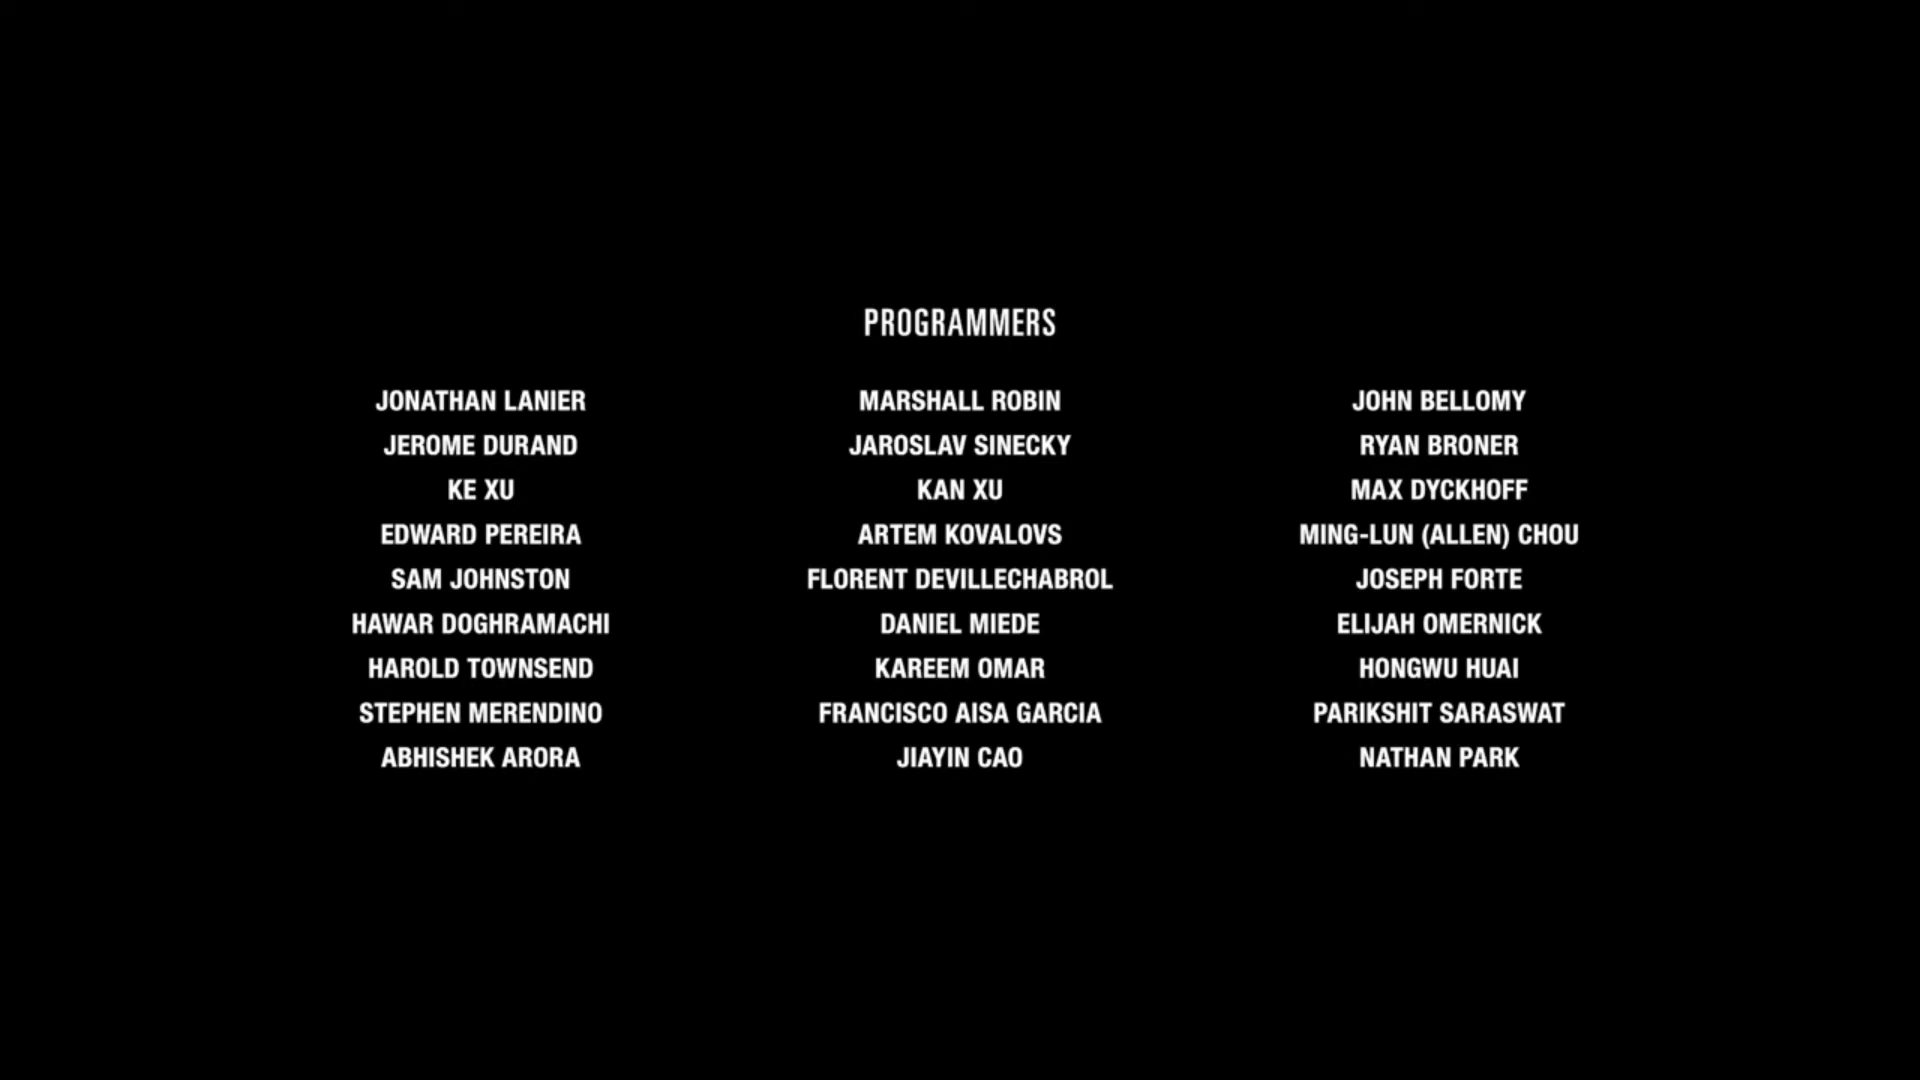 PROGRAMMERS
JONATHAN LANIER MARSHALL ROBIN JOHN BELLOMY
JEROME DURAND JAROSLAV SINECKY RYAN BRONER
KE XU KAN XU MAX DYCKHOFF
EDWARD PEREIRA ARTEM KOVALOVS MING-LUN (ALLEN) CHOU
SAM JOHNSTON FLORENT DEVILLECHABROL JOSEPH FORTE
HAWAR DOGHRAMACHI DANIEL MIEDE ELIJAH OMERNICK
HAROLD TOWNSEND KAREEM OMAR HONGWU HUAI
STEPHEN MERENDINO FRANCISCO AISA GARCIA PARIKSHIT SARASWAT
ABHISHEK ARORA JIAYIN CAO NATHAN PARK